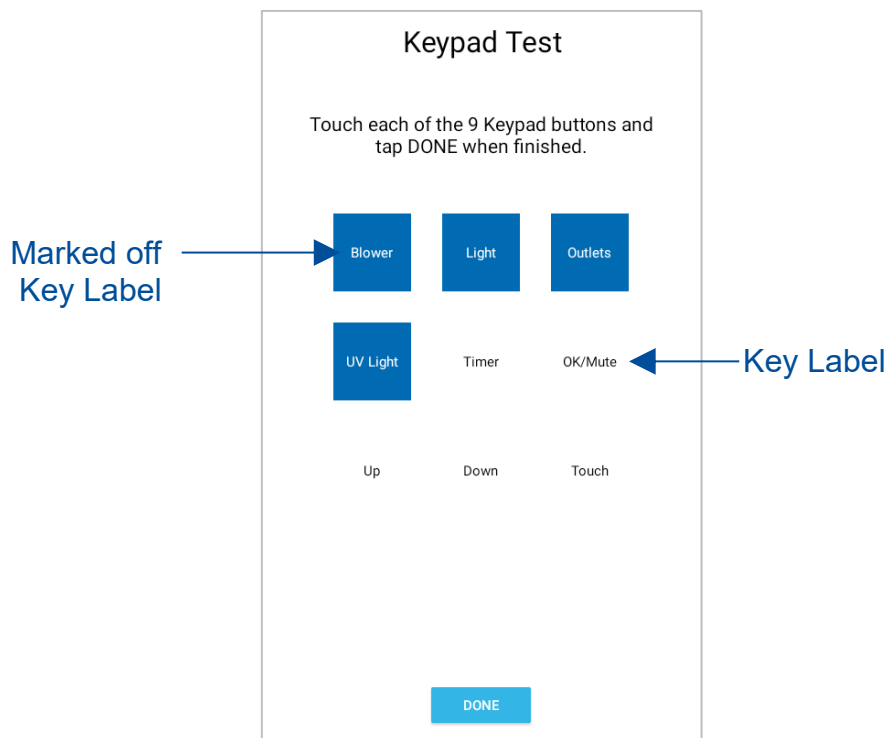 Keypad Test
Touch each of the 9 Keypad buttons and
tap DONE when finished.
Marked off
Key Label
Blower
Light
Outlets
UV Light
Timer
OK/Mute
Key Label
Up
Down
Touch
DONE